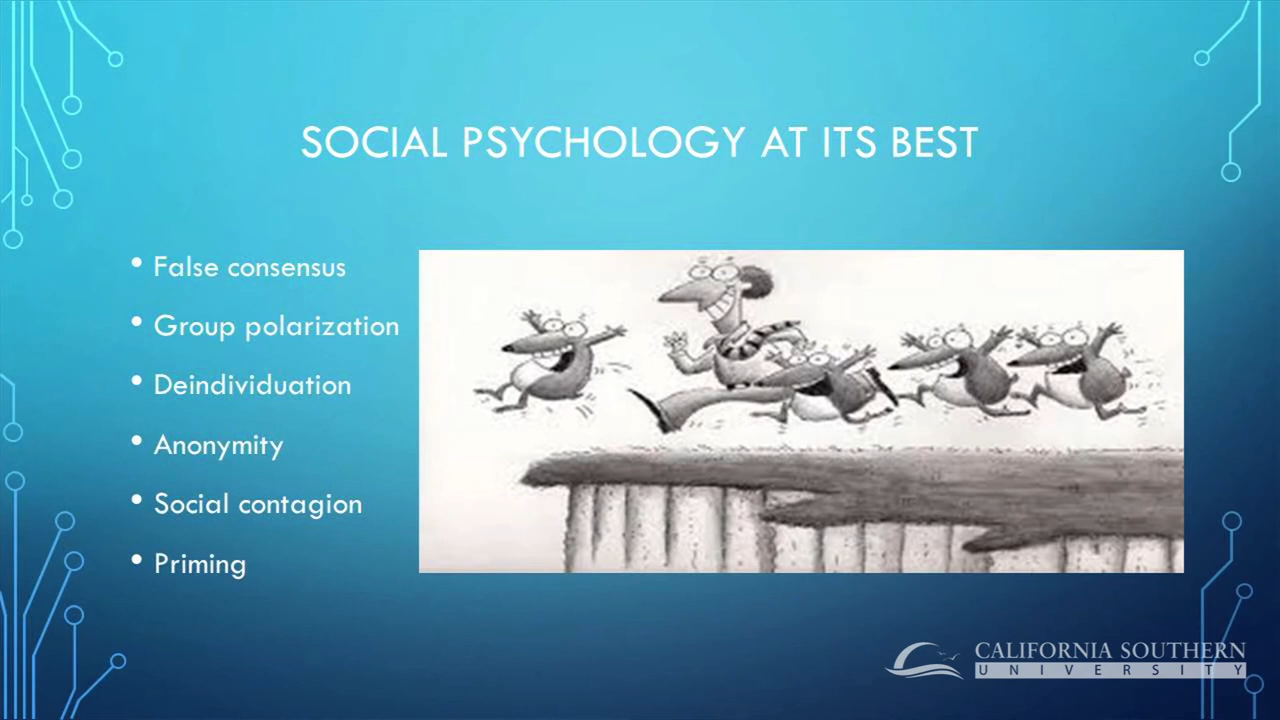 SOCIAL PSYCHOLOGY AT ITS BEST
• False consensus
• Group polarization
• Deindividuation
• Anonymity
• Social contagion
• Priming
CALIFORNIA SOUTHERN
UNIVERSITY